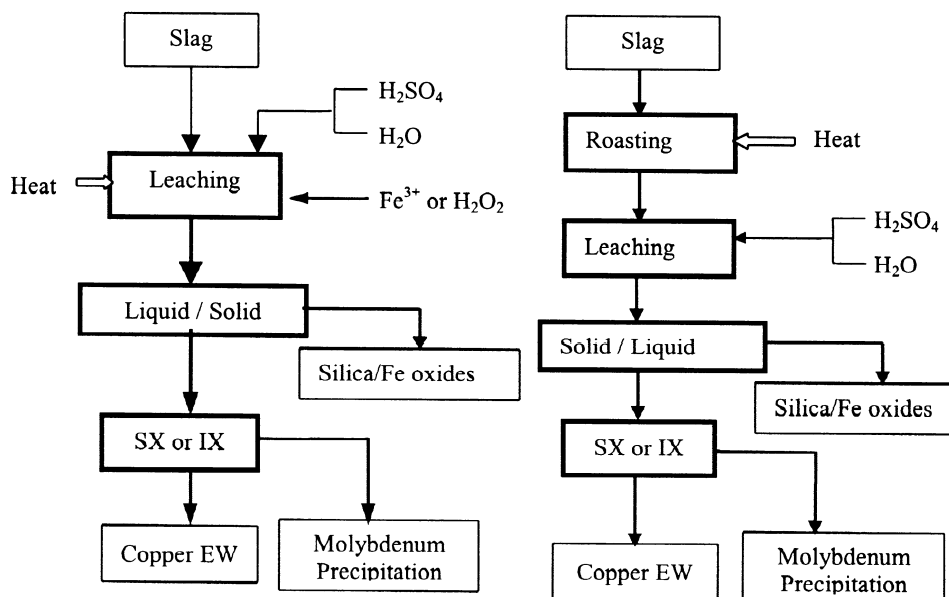 Slag
H₂SO₄
H₂O
Heat
Leaching
Fe³⁺ or H₂O₂
Liquid / Solid
Silica/Fe oxides
SX or IX
Copper EW
Molybdenum
Precipitation
Slag
Roasting
Heat
Leaching
H₂SO₄
H₂O
Solid / Liquid
Silica/Fe oxides
SX or IX
Copper EW
Molybdenum
Precipitation